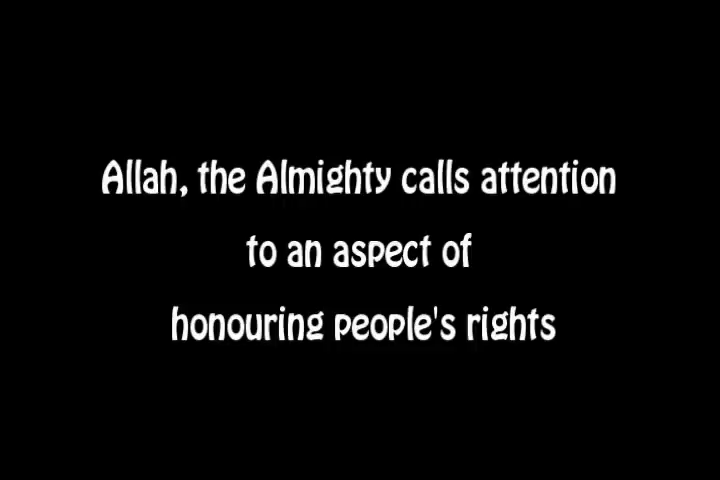 Allah, the Almighty calls attention
to an aspect of
honouring people's rights